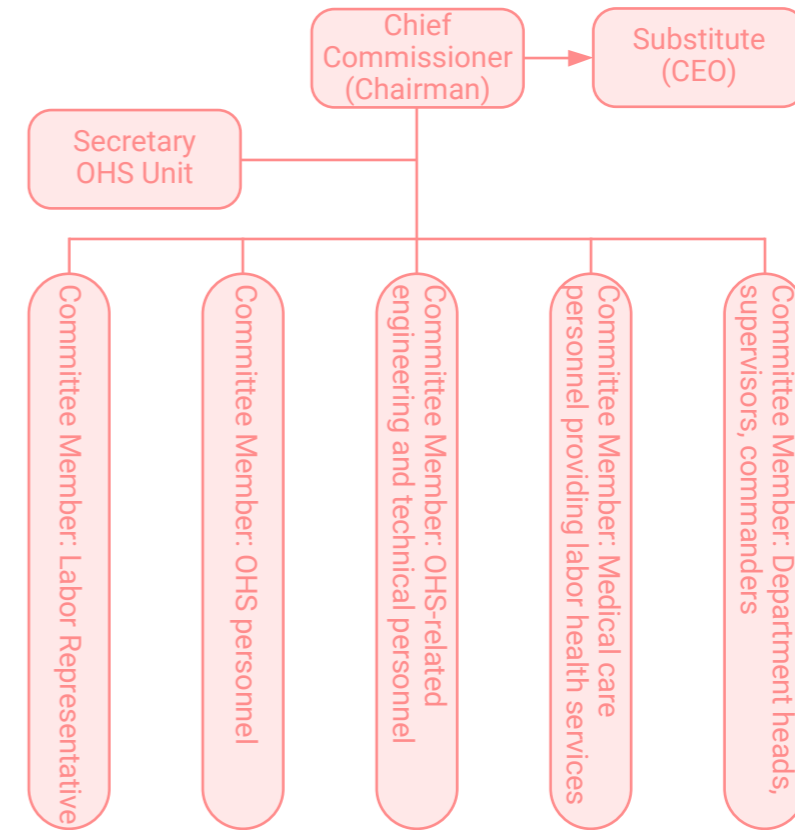 Chief
Commissioner
(Chairman)
Substitute
(CEO)
Secretary
OHS Unit
Committee Member: Labor Representative
Committee Member: OHS personnel
Committee Member: OHS-related
engineering and technical personnel
Committee Member: Medical care
personnel providing labor health services
Committee Member: Department heads,
supervisors, commanders